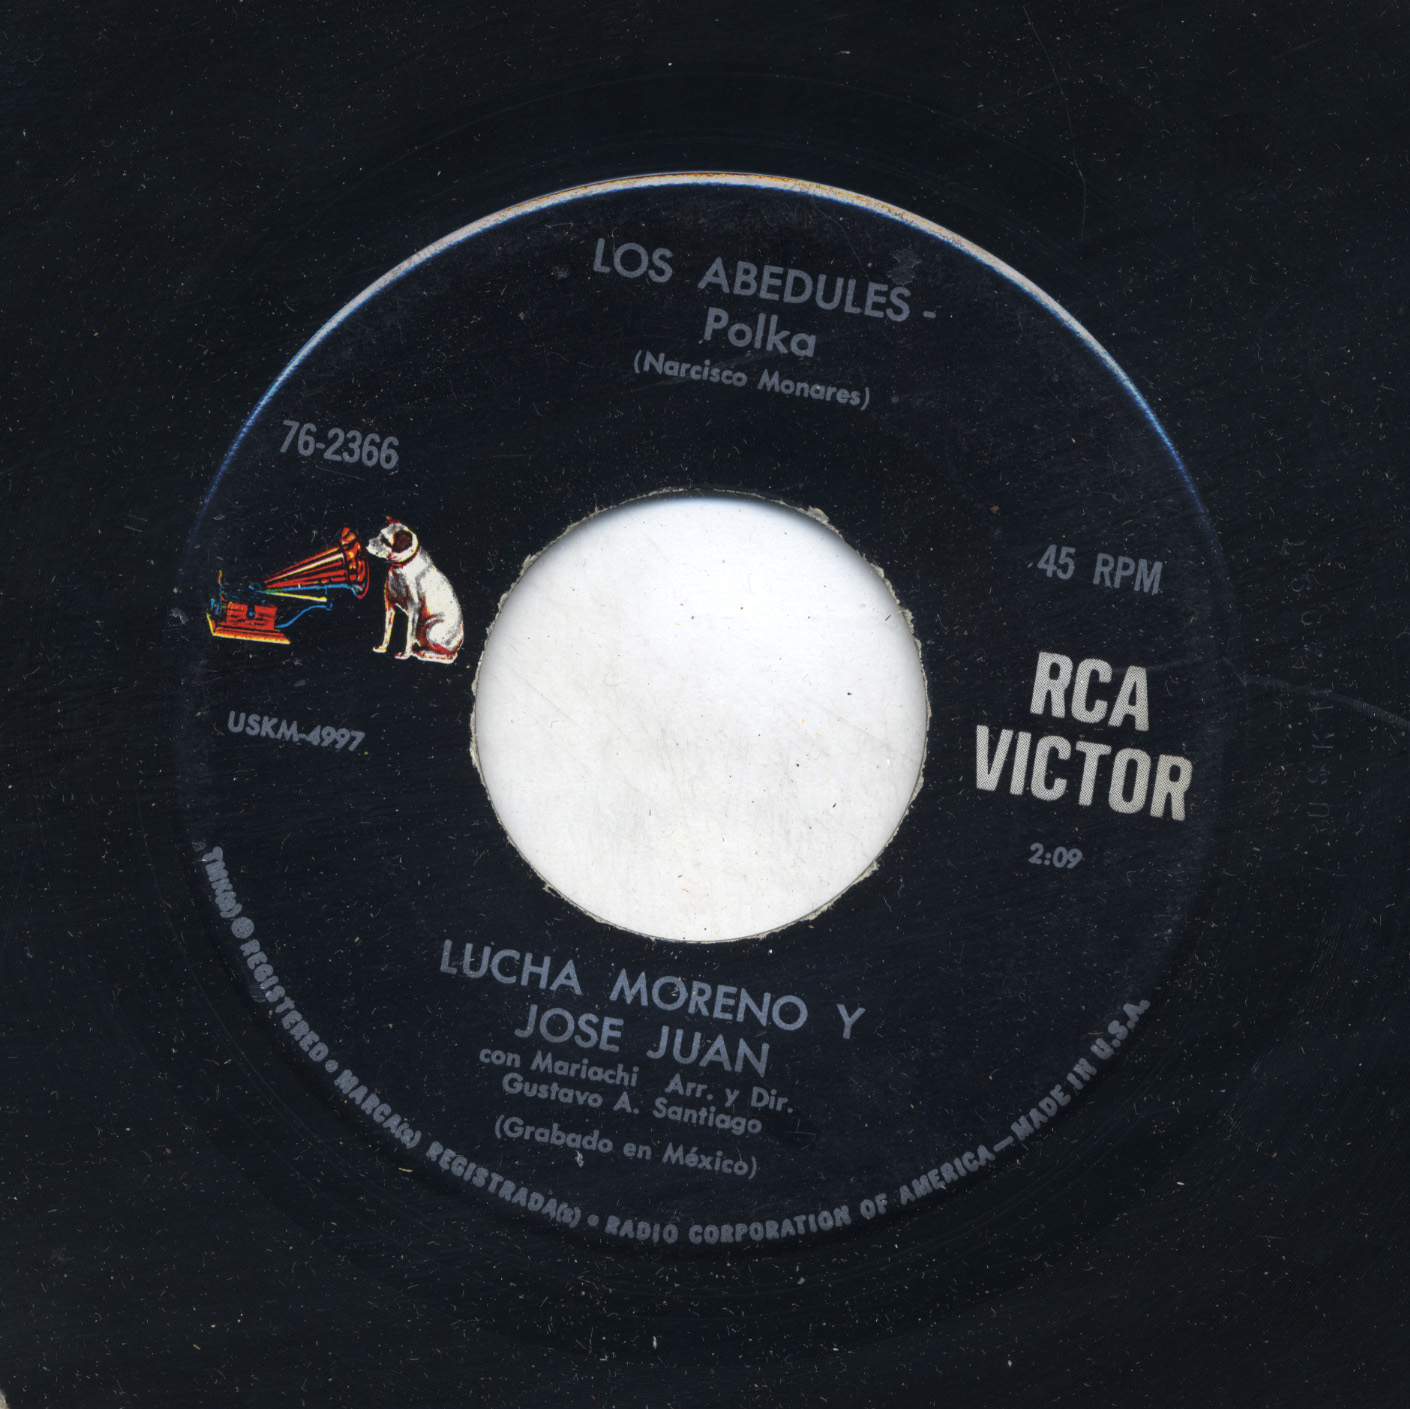 LOS ABEDULES -
Polka
(Narcisco Monares)
76-2366
45 RPM
RCA
VICTOR
USKM-4997
2:09
LUCHA MORENO Y
JOSE JUAN
con Mariachi Arr. y Dir.
Gustavo A. Santiago
(Grabado en México)
TMK(s) ® REGISTERED • MARCA(s) REGISTRADA(s) • RADIO CORPORATION OF AMERICA—MADE IN U.S.A.